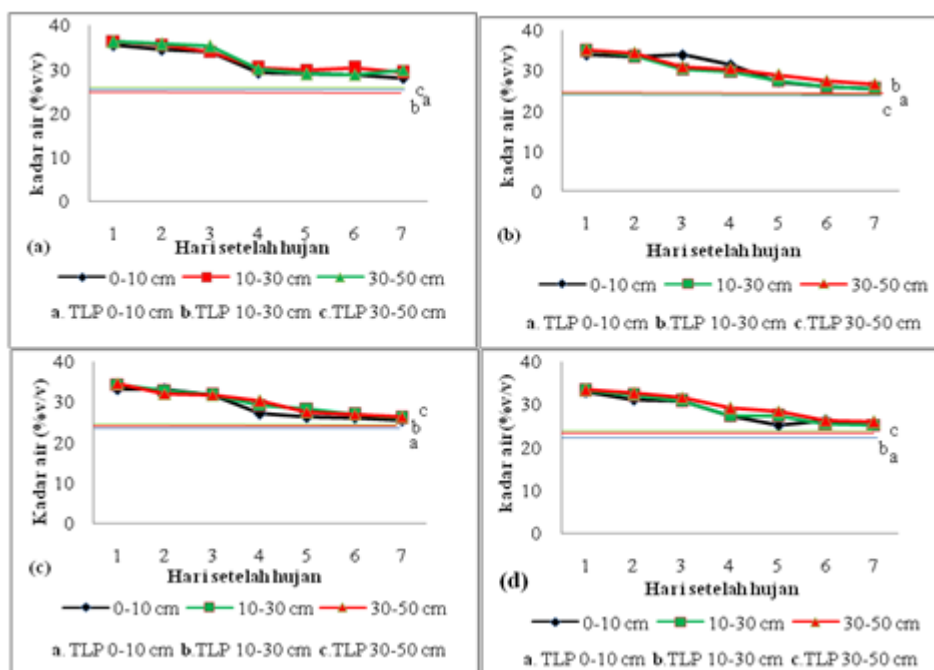 40
30
20
10
0
kadar air (%v/v)
1 2 3 4 5 6 7
Hari setelah hujan
(a)
c
a
b
0-10 cm 10-30 cm 30-50 cm
a. TLP 0-10 cm b.TLP 10-30 cm c.TLP 30-50 cm
40
30
20
10
0
kadar air (%v/v)
1 2 3 4 5 6 7
Hari setelah hujan
(b)
b
a
c
0-10 cm 10-30 cm 30-50 cm
a. TLP 0-10 cm b.TLP 10-30 cm c.TLP 30-50 cm
40
30
20
10
0
Kadar air (%v/v)
1 2 3 4 5 6 7
Hari setelah hujan
(c)
c
b
a
0-10 cm 10-30 cm 30-50 cm
a. TLP 0-10 cm b.TLP 10-30 cm c.TLP 30-50 cm
40
30
20
10
0
kadar air (%v/v)
1 2 3 4 5 6 7
Hari setelah hujan
(d)
c
b
a
0-10 cm 10-30 cm 30-50 cm
a. TLP 0-10 cm b.TLP 10-30 cm c.TLP 30-50 cm